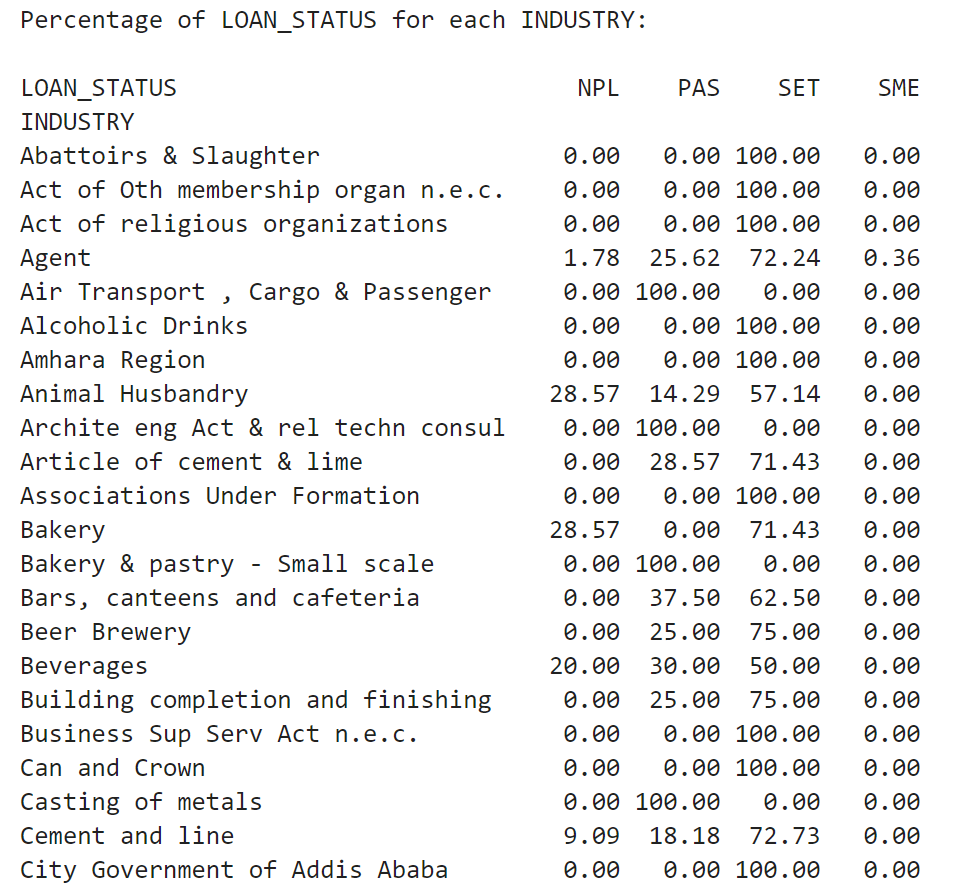 Percentage of LOAN_STATUS for each INDUSTRY:
LOAN_STATUS NPL PAS SET SME
INDUSTRY
Abattoirs & Slaughter 0.00 0.00 100.00 0.00
Act of Oth membership organ n.e.c. 0.00 0.00 100.00 0.00
Act of religious organizations 0.00 0.00 100.00 0.00
Agent 1.78 25.62 72.24 0.36
Air Transport , Cargo & Passenger 0.00 100.00 0.00 0.00
Alcoholic Drinks 0.00 0.00 100.00 0.00
Amhara Region 0.00 0.00 100.00 0.00
Animal Husbandry 28.57 14.29 57.14 0.00
Archite eng Act & rel techn consul 0.00 100.00 0.00 0.00
Article of cement & lime 0.00 28.57 71.43 0.00
Associations Under Formation 0.00 0.00 100.00 0.00
Bakery 28.57 0.00 71.43 0.00
Bakery & pastry - Small scale 0.00 100.00 0.00 0.00
Bars, canteens and cafeteria 0.00 37.50 62.50 0.00
Beer Brewery 0.00 25.00 75.00 0.00
Beverages 20.00 30.00 50.00 0.00
Building completion and finishing 0.00 25.00 75.00 0.00
Business Sup Serv Act n.e.c. 0.00 0.00 100.00 0.00
Can and Crown 0.00 0.00 100.00 0.00
Casting of metals 0.00 100.00 0.00 0.00
Cement and line 9.09 18.18 72.73 0.00
City Government of Addis Ababa 0.00 0.00 100.00 0.00